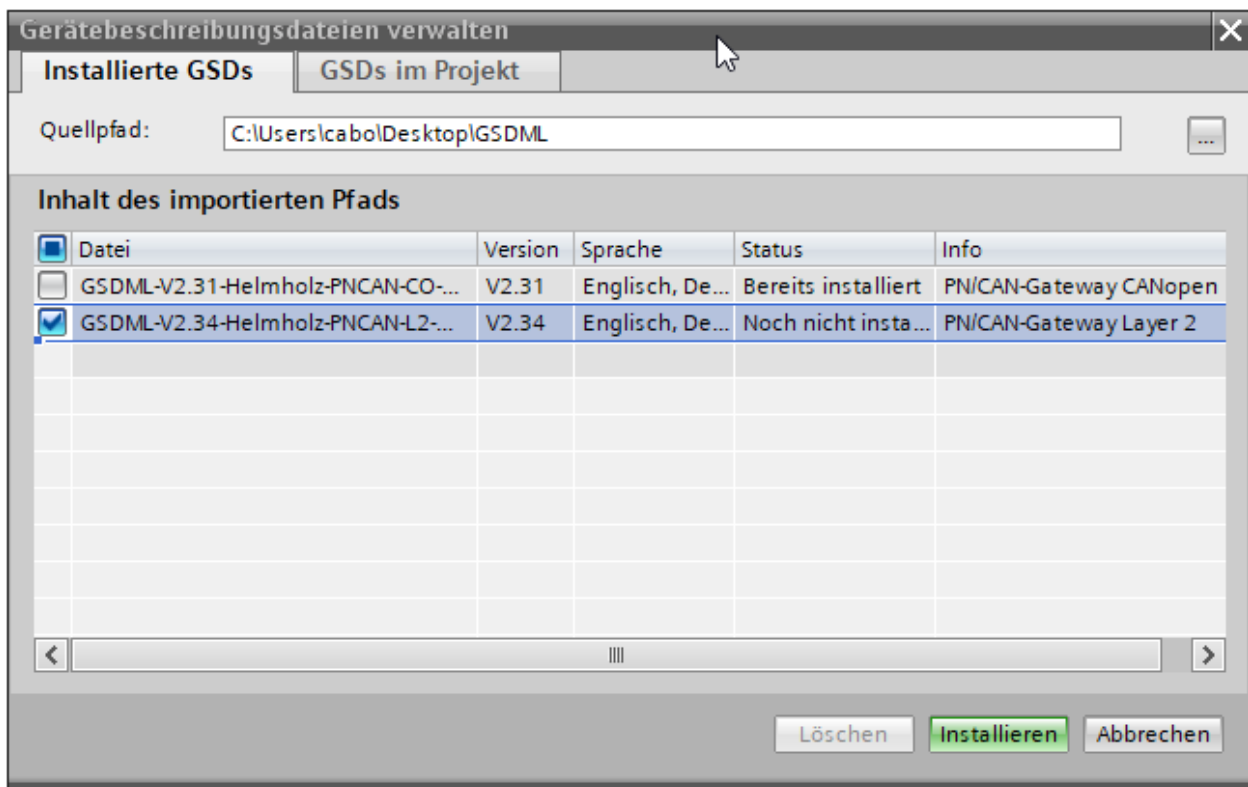 Gerätebeschreibungsdateien verwalten
Installierte GSDs GSDs im Projekt
Quellpfad: C:\Users\cabo\Desktop\GSDML ...
Inhalt des importierten Pfads
Datei Version Sprache Status Info
GSDML-V2.31-Helmholz-PNCAN-CO-... V2.31 Englisch, De... Bereits installiert PN/CAN-Gateway CANopen
GSDML-V2.34-Helmholz-PNCAN-L2-... V2.34 Englisch, De... Noch nicht insta... PN/CAN-Gateway Layer 2
Löschen Installieren Abbrechen